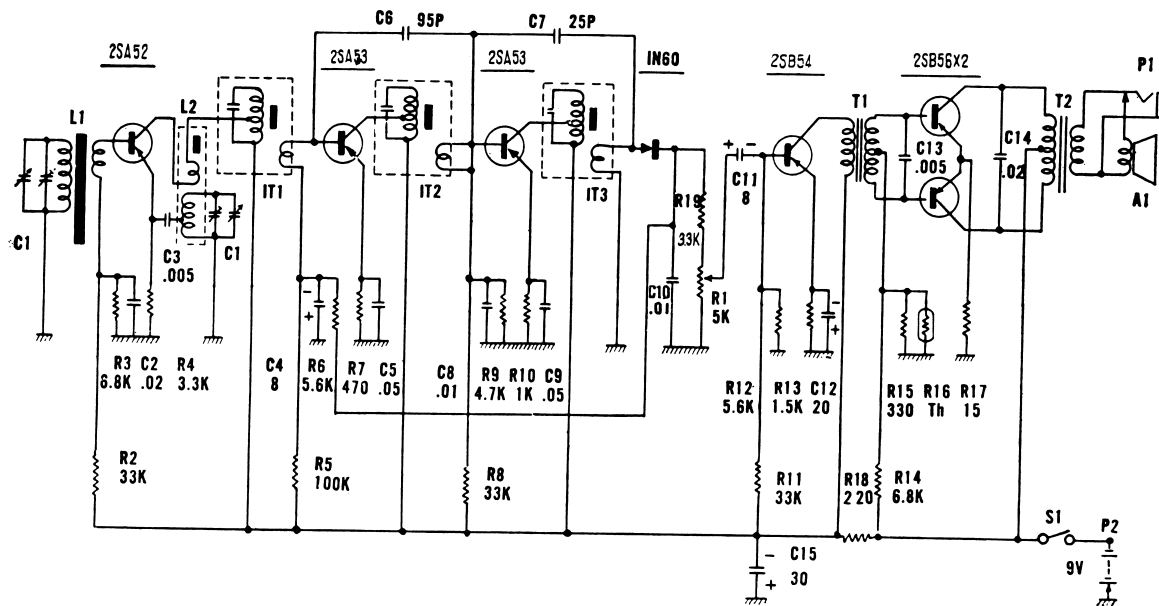 C6 95P
C7 25P
2SA52
2SA53
2SA53
IN60
2SB54
2SB56X2
P1
L1
L2
T1
T2
C1
C3
.005
C1
IT1
IT2
IT3
R19
33K
C11
8
C13
.005
C14
.02
A1
C10
.01
R1
5K
R3
6.8K
C2
.02
R4
3.3K
C4
8
R6
5.6K
R7
470
C5
.05
C8
.01
R9
4.7K
R10
1K
C9
.05
R12
5.6K
R13
1.5K
C12
20
R15
330
R16
Th
R17
15
R2
33K
R5
100K
R8
33K
R11
33K
R18
220
R14
6.8K
S1
P2
9V
C15
30